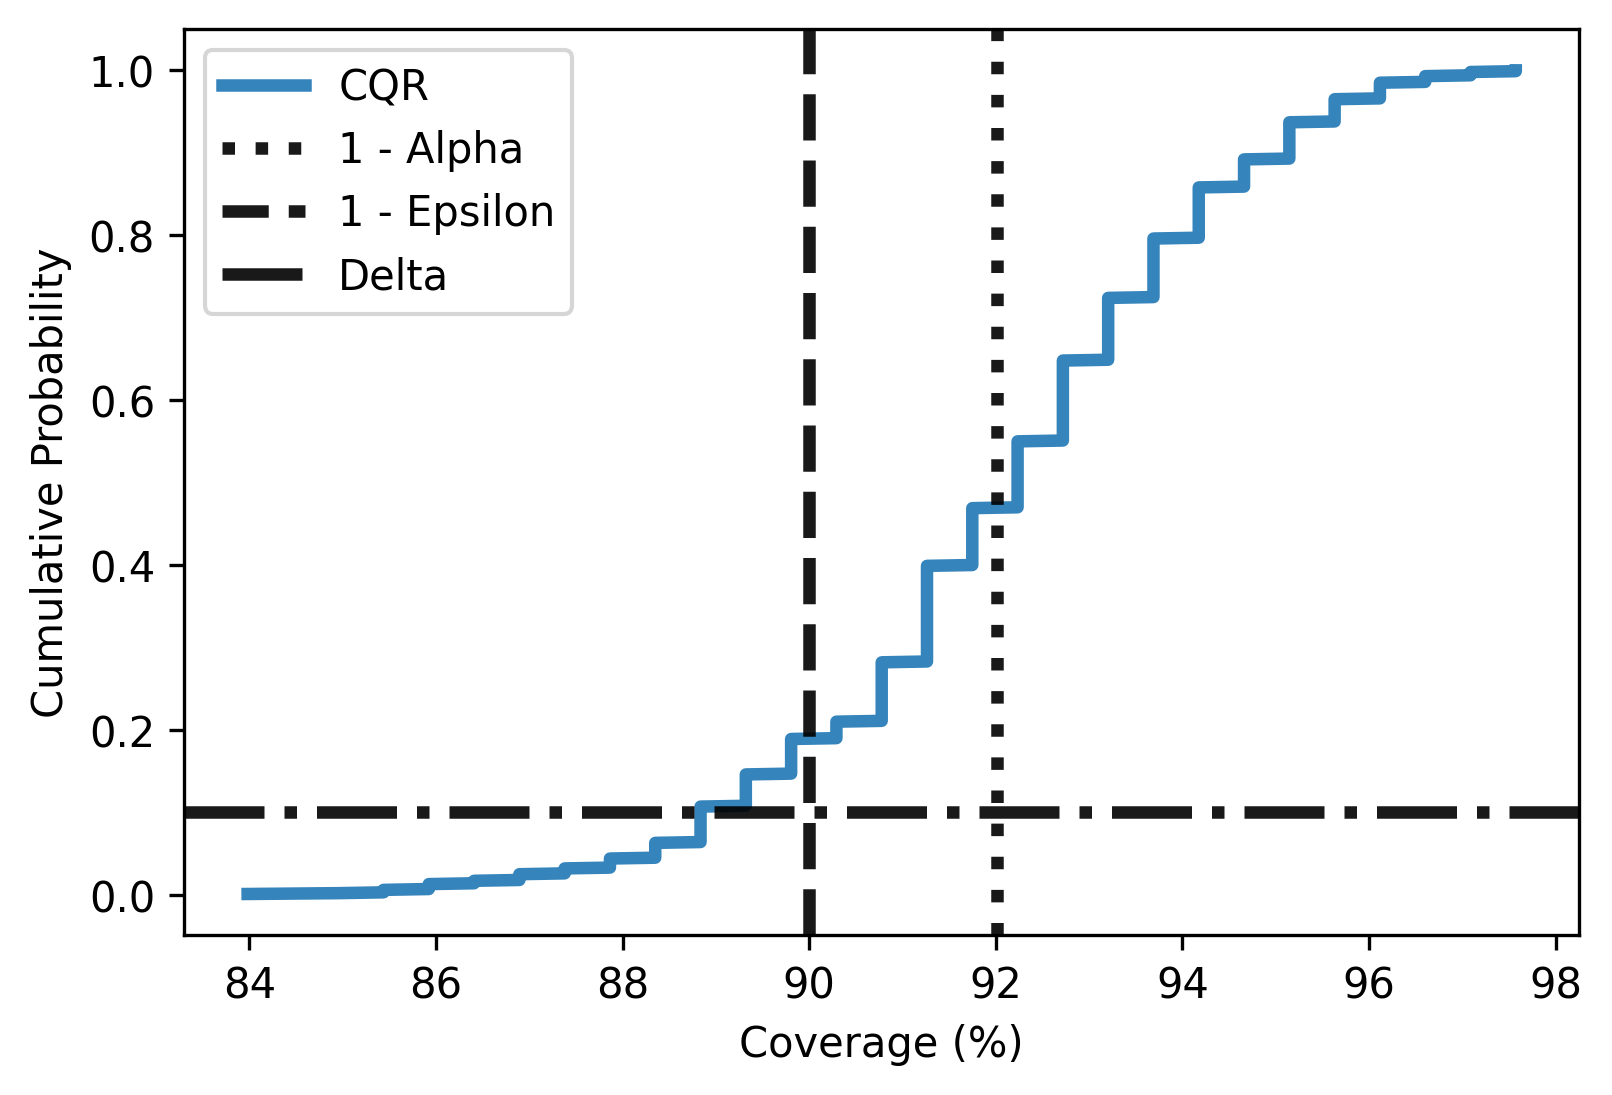 CQR
1 - Alpha
1 - Epsilon
Delta
1.0
0.8
0.6
0.4
0.2
0.0
Cumulative Probability
84 86 88 90 92 94 96 98
Coverage (%)